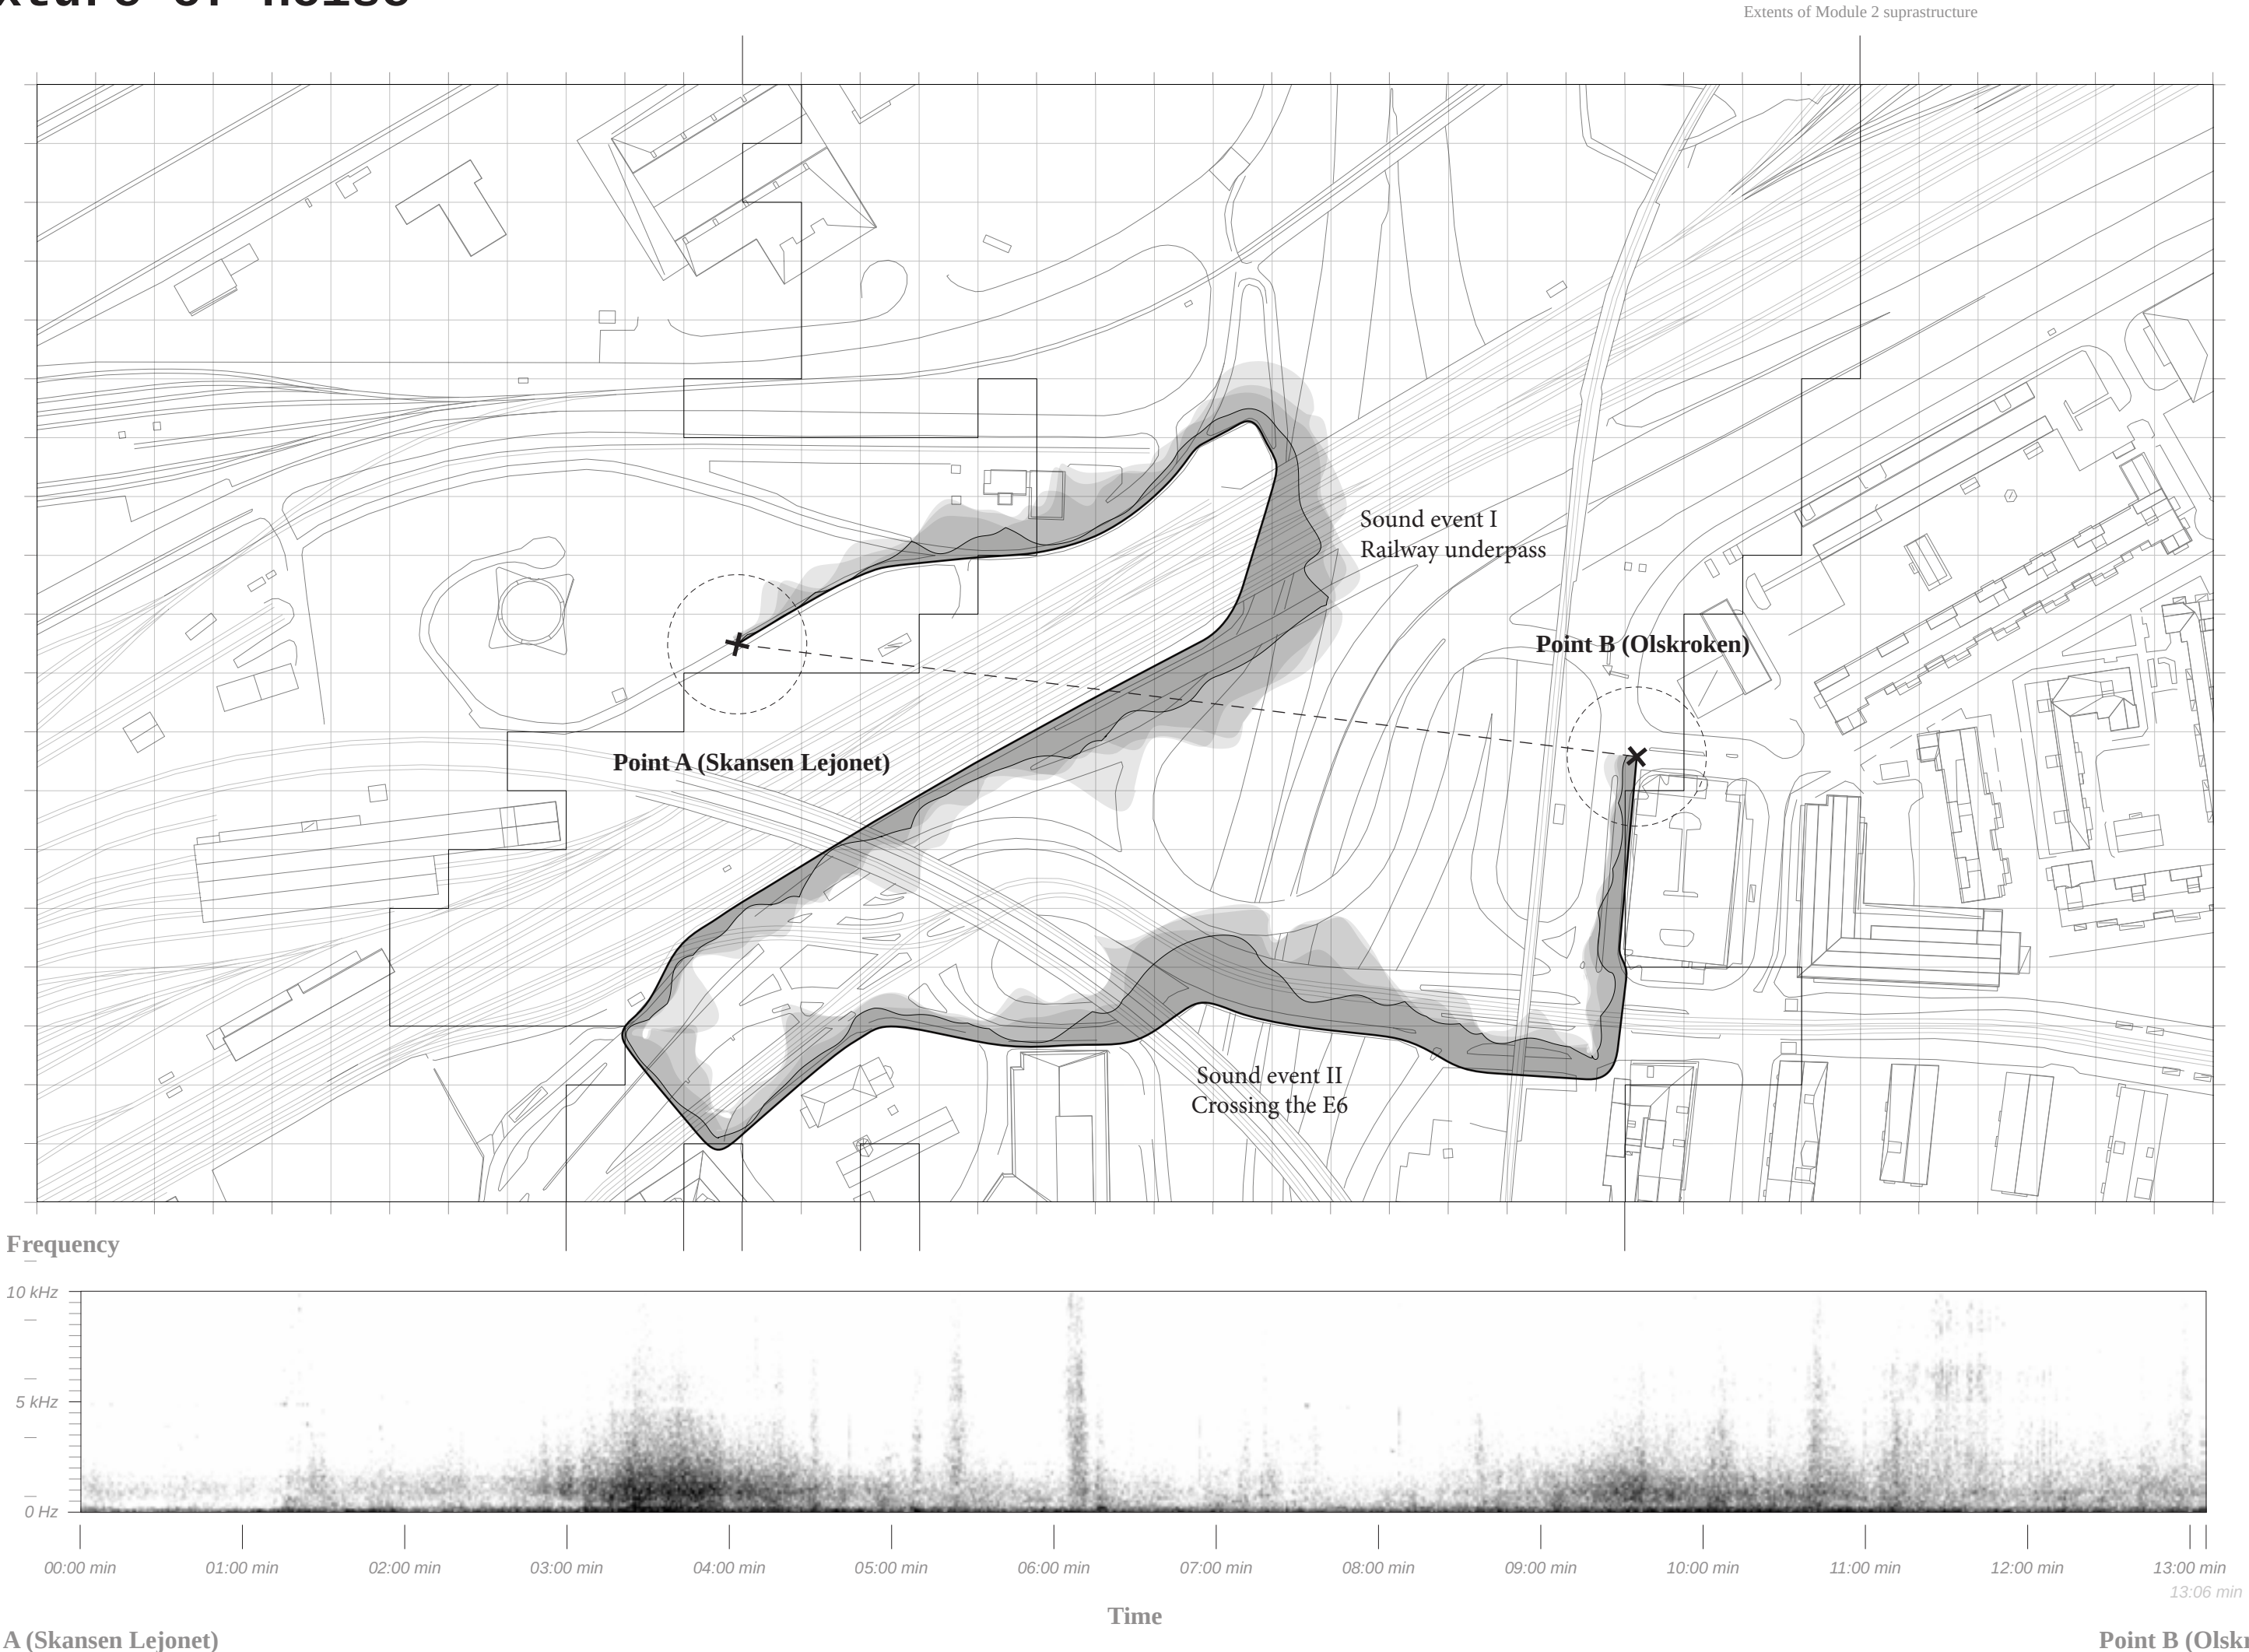 of noise
Extents of Module 2 suprastructure
Sound event I
Railway underpass
Point B (Olskroken)
Point A (Skansen Lejonet)
Sound event II
Crossing the E6
Frequency
10 kHz
5 kHz
0 Hz
00:00 min 01:00 min 02:00 min 03:00 min 04:00 min 05:00 min 06:00 min 07:00 min 08:00 min 09:00 min 10:00 min 11:00 min 12:00 min 13:00 min
13:06 min
Time
A (Skansen Lejonet)
Point B